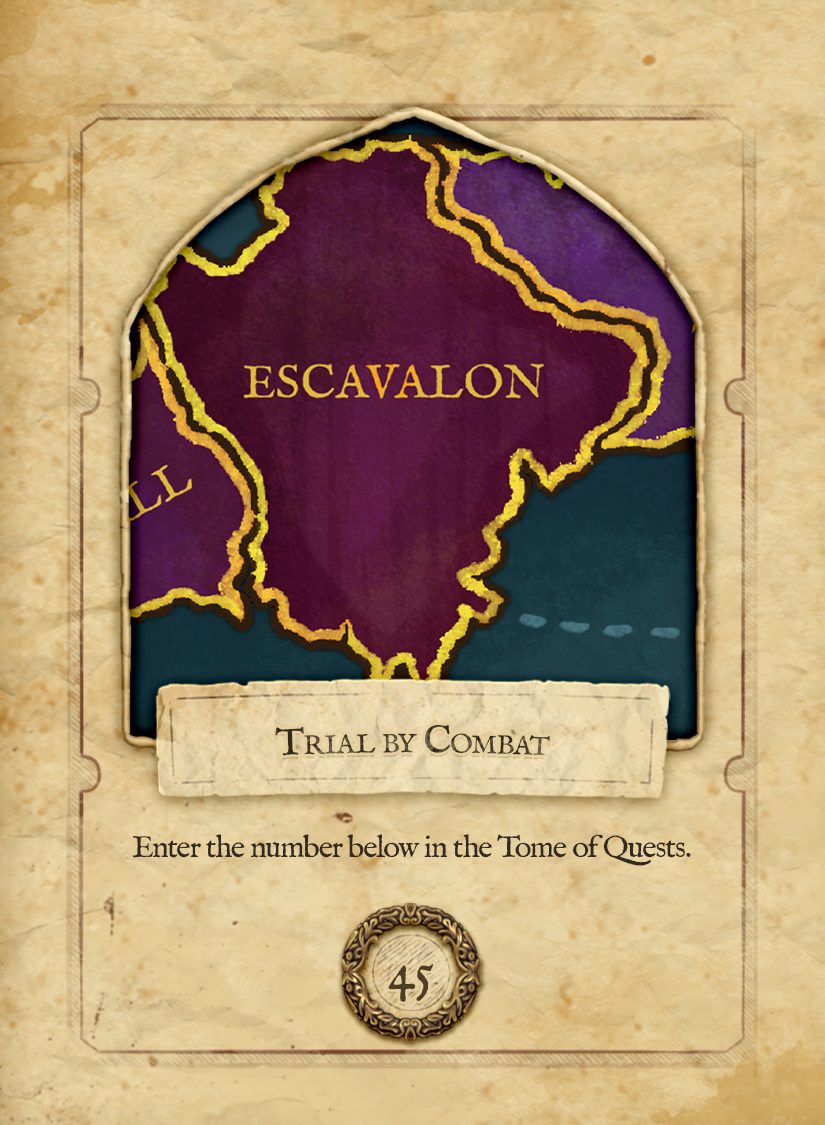 ESCAVALON
LL
Trial by Combat
Enter the number below in the Tome of Quests.
45